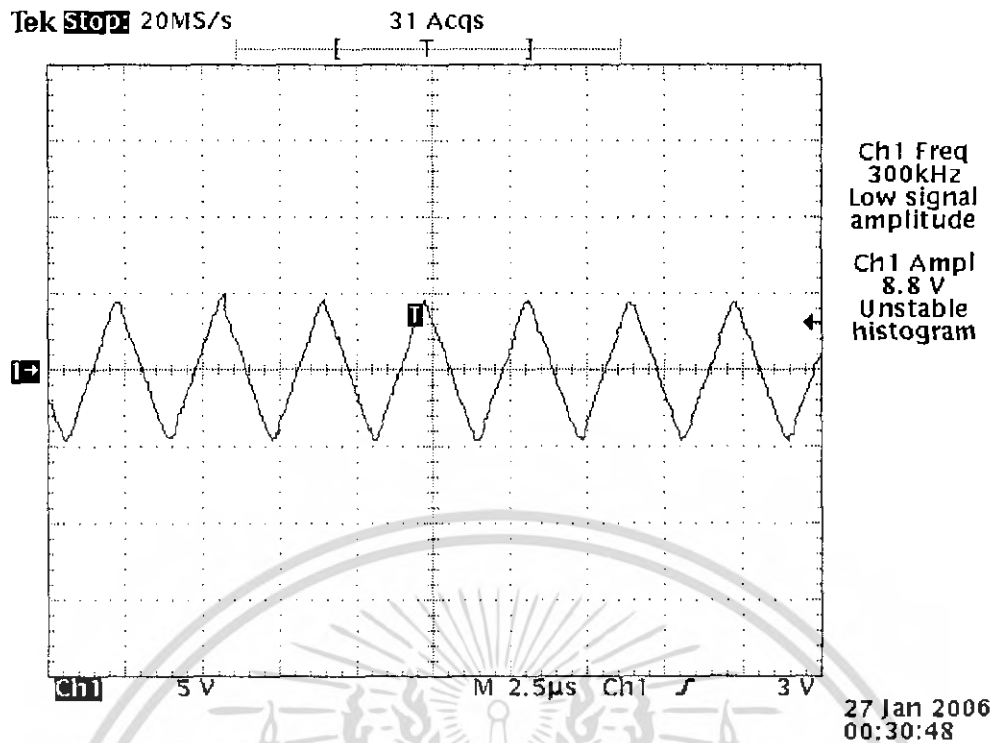 Tek Stop: 20MS/s 31 Acqs
[ T ]
Ch1 Freq
300kHz
Low signal
amplitude
Ch1 Ampl
8.8 V
Unstable
histogram
T
1→
Ch1 5 V M 2.5µs Ch1 3 V
27 Jan 2006
00:30:48